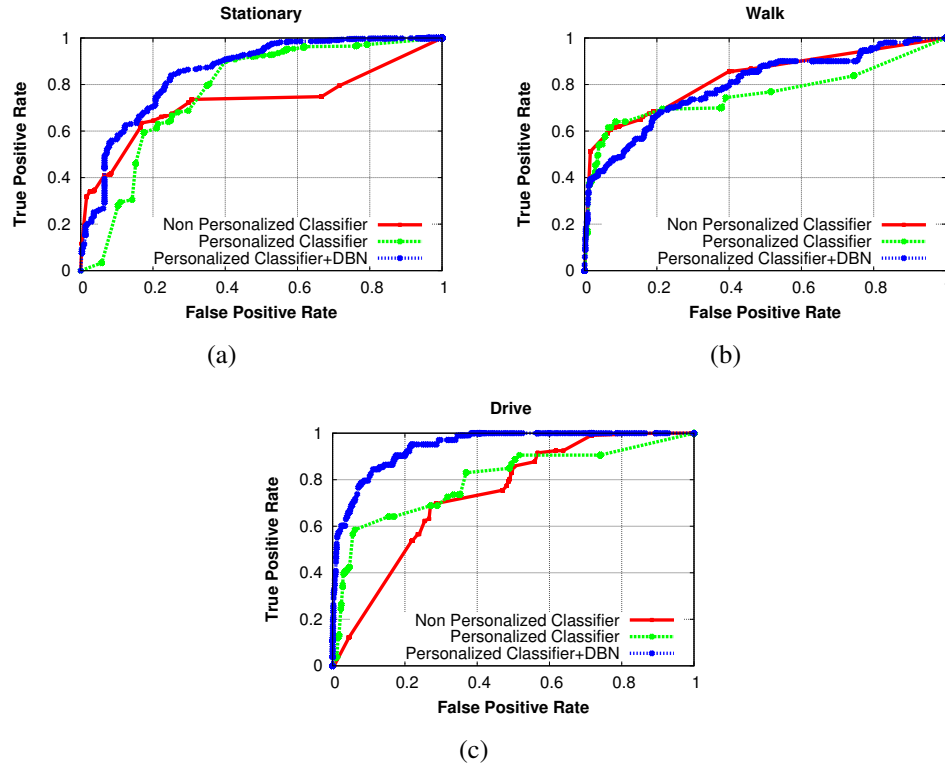 Stationary
True Positive Rate
1
0.8
0.6
0.4
0.2
0
Non Personalized Classifier
Personalized Classifier
Personalized Classifier+DBN
0 0.2 0.4 0.6 0.8 1
False Positive Rate
(a)
Walk
True Positive Rate
1
0.8
0.6
0.4
0.2
0
Non Personalized Classifier
Personalized Classifier
Personalized Classifier+DBN
0 0.2 0.4 0.6 0.8 1
False Positive Rate
(b)
Drive
True Positive Rate
1
0.8
0.6
0.4
0.2
0
Non Personalized Classifier
Personalized Classifier
Personalized Classifier+DBN
0 0.2 0.4 0.6 0.8 1
False Positive Rate
(c)